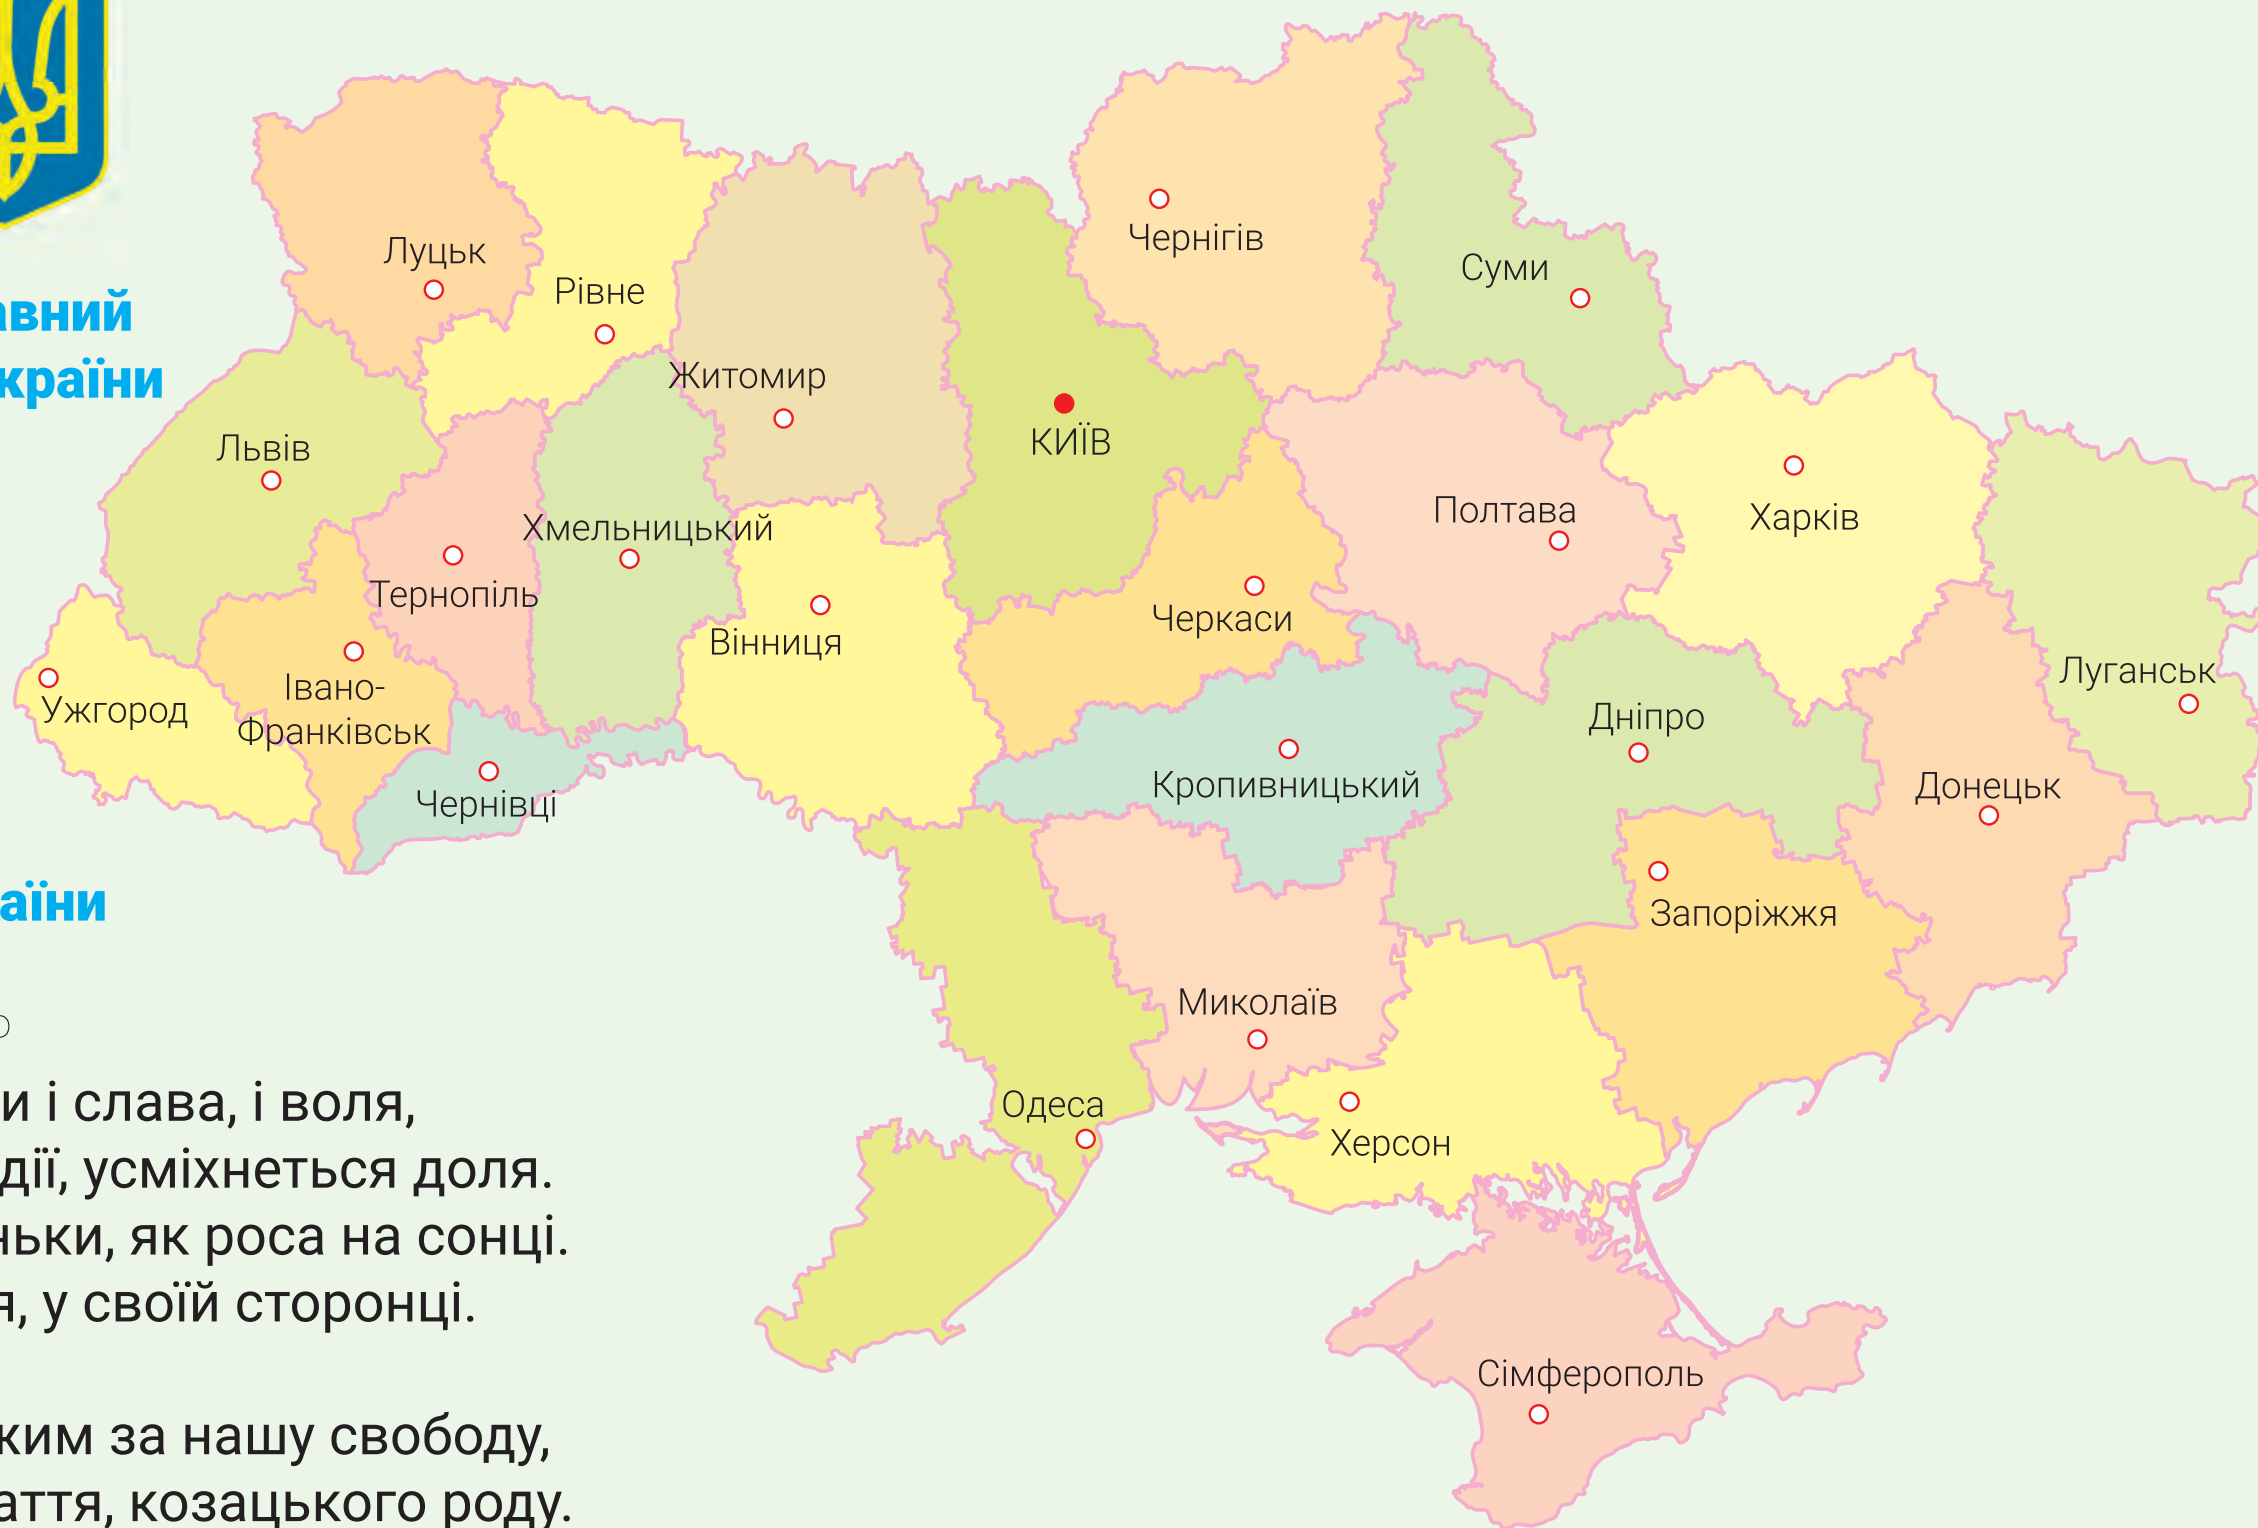 авний
країни
Луцьк
Рівне
Житомир
КИЇВ
Чернігів
Суми
Львів
Тернопіль
Хмельницький
Вінниця
Черкаси
Полтава
Харків
Ужгород
Івано-
Франківськ
Чернівці
Кропивницький
Дніпро
Донецьк
Луганськ
Запоріжжя
Миколаїв
Одеса
Херсон
Сімферополь
аїни
о
и і слава, і воля,
дії, усміхнеться доля.
ньки, як роса на сонці.
я, у своїй сторонці.
жим за нашу свободу,
аття, козацького роду.